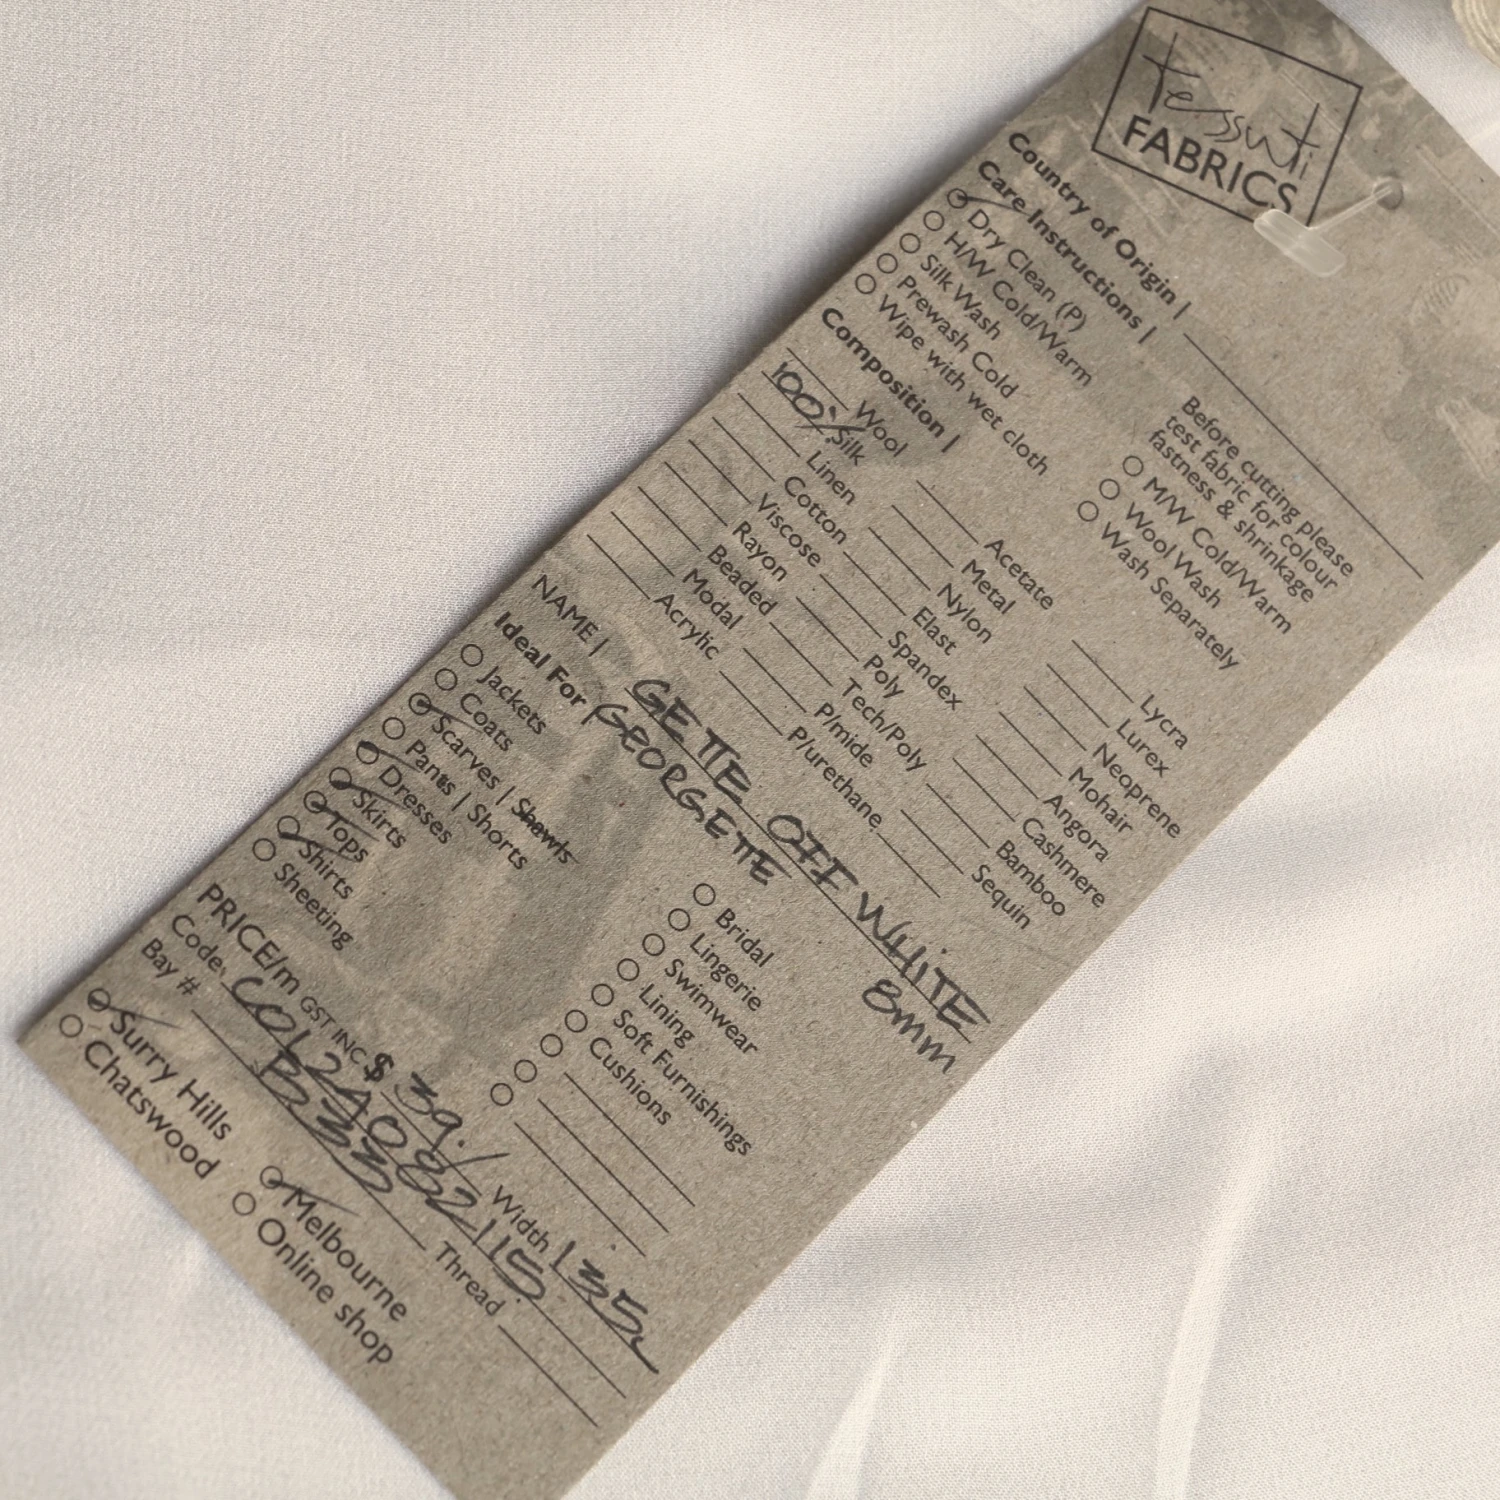 Tessuti
FABRICS
Country of Origin |
Care Instructions |
Dry Clean (P)
H/W Cold/Warm
Silk Wash
Prewash Cold
Wipe with wet cloth
Before cutting please
test fabric for colour
fastness & shrinkage
M/W Cold/Warm
Wool Wash
Wash Separately
Composition |
Wool
100% Silk
Linen
Cotton
Viscose
Rayon
Beaded
Modal
Acrylic
Acetate
Metal
Nylon
Elast
Spandex
Poly
Tech/Poly
P/mide
P/urethane
Lycra
Lurex
Neoprene
Mohair
Angora
Cashmere
Bamboo
Sequin
NAME | GETTE OFF WHITE
GEORGETTE 8mm
Ideal For |
Jackets
Coats
Scarves | Shawls
Pants | Shorts
Dresses
Skirts
Tops
Shirts
Sheeting
Bridal
Lingerie
Swimwear
Lining
Soft Furnishings
Cushions
PRICE/m GST INC $ 39. Width 135
Code COL24082115
Bay # B33 Thread
Surry Hills
Chatswood
Melbourne
Online shop